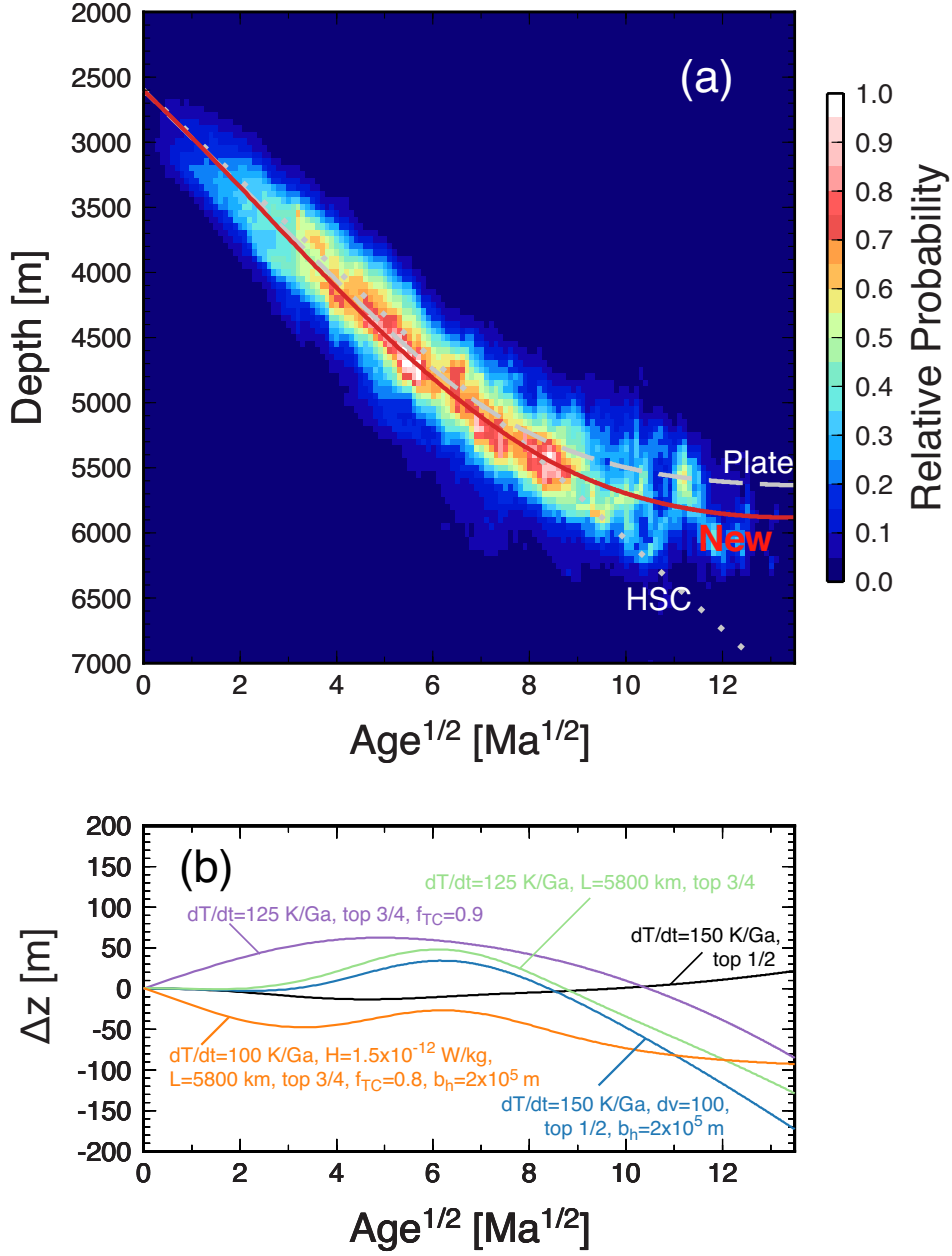 2000
2500
3000
3500
4000
4500
5000
5500
6000
6500
7000
Depth [m]
(a)
Plate
New
HSC
0 2 4 6 8 10 12
Age^1/2 [Ma^1/2]
1.0
0.9
0.8
0.7
0.6
0.5
0.4
0.3
0.2
0.1
0.0
Relative Probability
200
150
100
50
0
-50
-100
-150
-200
Δz [m]
(b)
dT/dt=125 K/Ga, L=5800 km, top 3/4
dT/dt=125 K/Ga, top 3/4, f_TC=0.9
dT/dt=150 K/Ga,
top 1/2
dT/dt=100 K/Ga, H=1.5x10^-12 W/kg,
L=5800 km, top 3/4, f_TC=0.8, b_h=2x10^5 m
dT/dt=150 K/Ga, dv=100,
top 1/2, b_h=2x10^5 m
0 2 4 6 8 10 12
Age^1/2 [Ma^1/2]